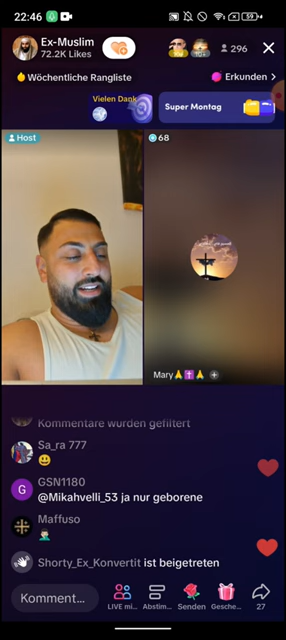 22:46
59
Ex-Muslim
72.2K Likes
296
Wöchentliche Rangliste
Erkunden >
Vielen Dank
Super Montag
Host
68
Mary🙏✝️🙏
Kommentare wurden gefiltert
Sa_ra 777
😃
G
GSN1180
@Mikahvelli_53 ja nur geborene
Maffuso
🤦🏻‍♂️
Shorty_Ex_Konvertit ist beigetreten
Komment...
LIVE mi...
Abstim...
Senden
Gesche...
27